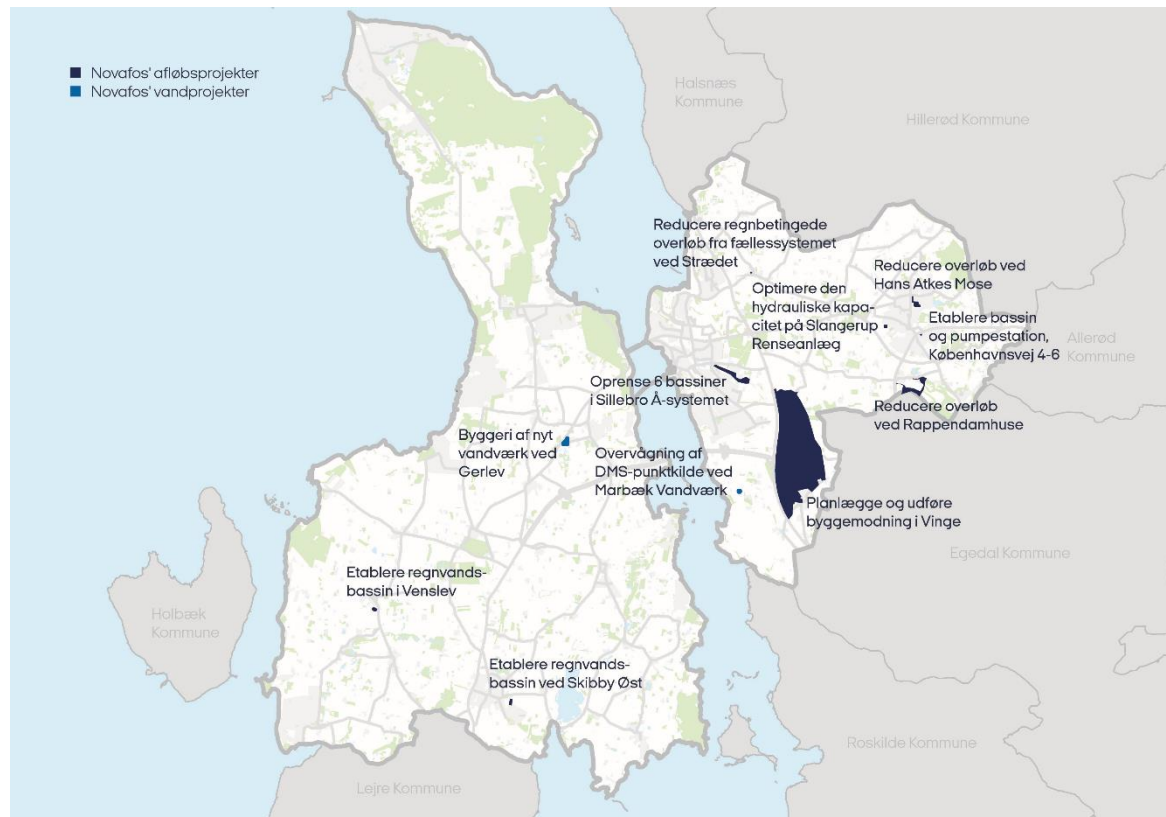 Novafos' afløbsprojekter
Novafos' vandprojekter
Halsnæs
Kommune
Hillerød Kommune
Reducere regnbetingede
overløb fra fællessystemet
ved Strædet
Reducere overløb ved
Hans Atkes Mose
Optimere den
hydrauliske kapa-
citet på Slangerup
Renseanlæg
Etablere bassin
og pumpestation,
Københavnsvej 4-6
Allerød
Kommune
Oprense 6 bassiner
i Sillebro Å-systemet
Reducere overløb
ved Rappendamhuse
Byggeri af nyt
vandværk ved
Gerlev
Overvågning af
DMS-punktkilde ved
Marbæk Vandværk
Planlægge og udføre
byggemodning i Vinge
Egedal Kommune
Etablere regnvands-
bassin i Venslev
Holbæk
Kommune
Etablere regnvands-
bassin ved Skibby Øst
Roskilde Kommune
Lejre Kommune